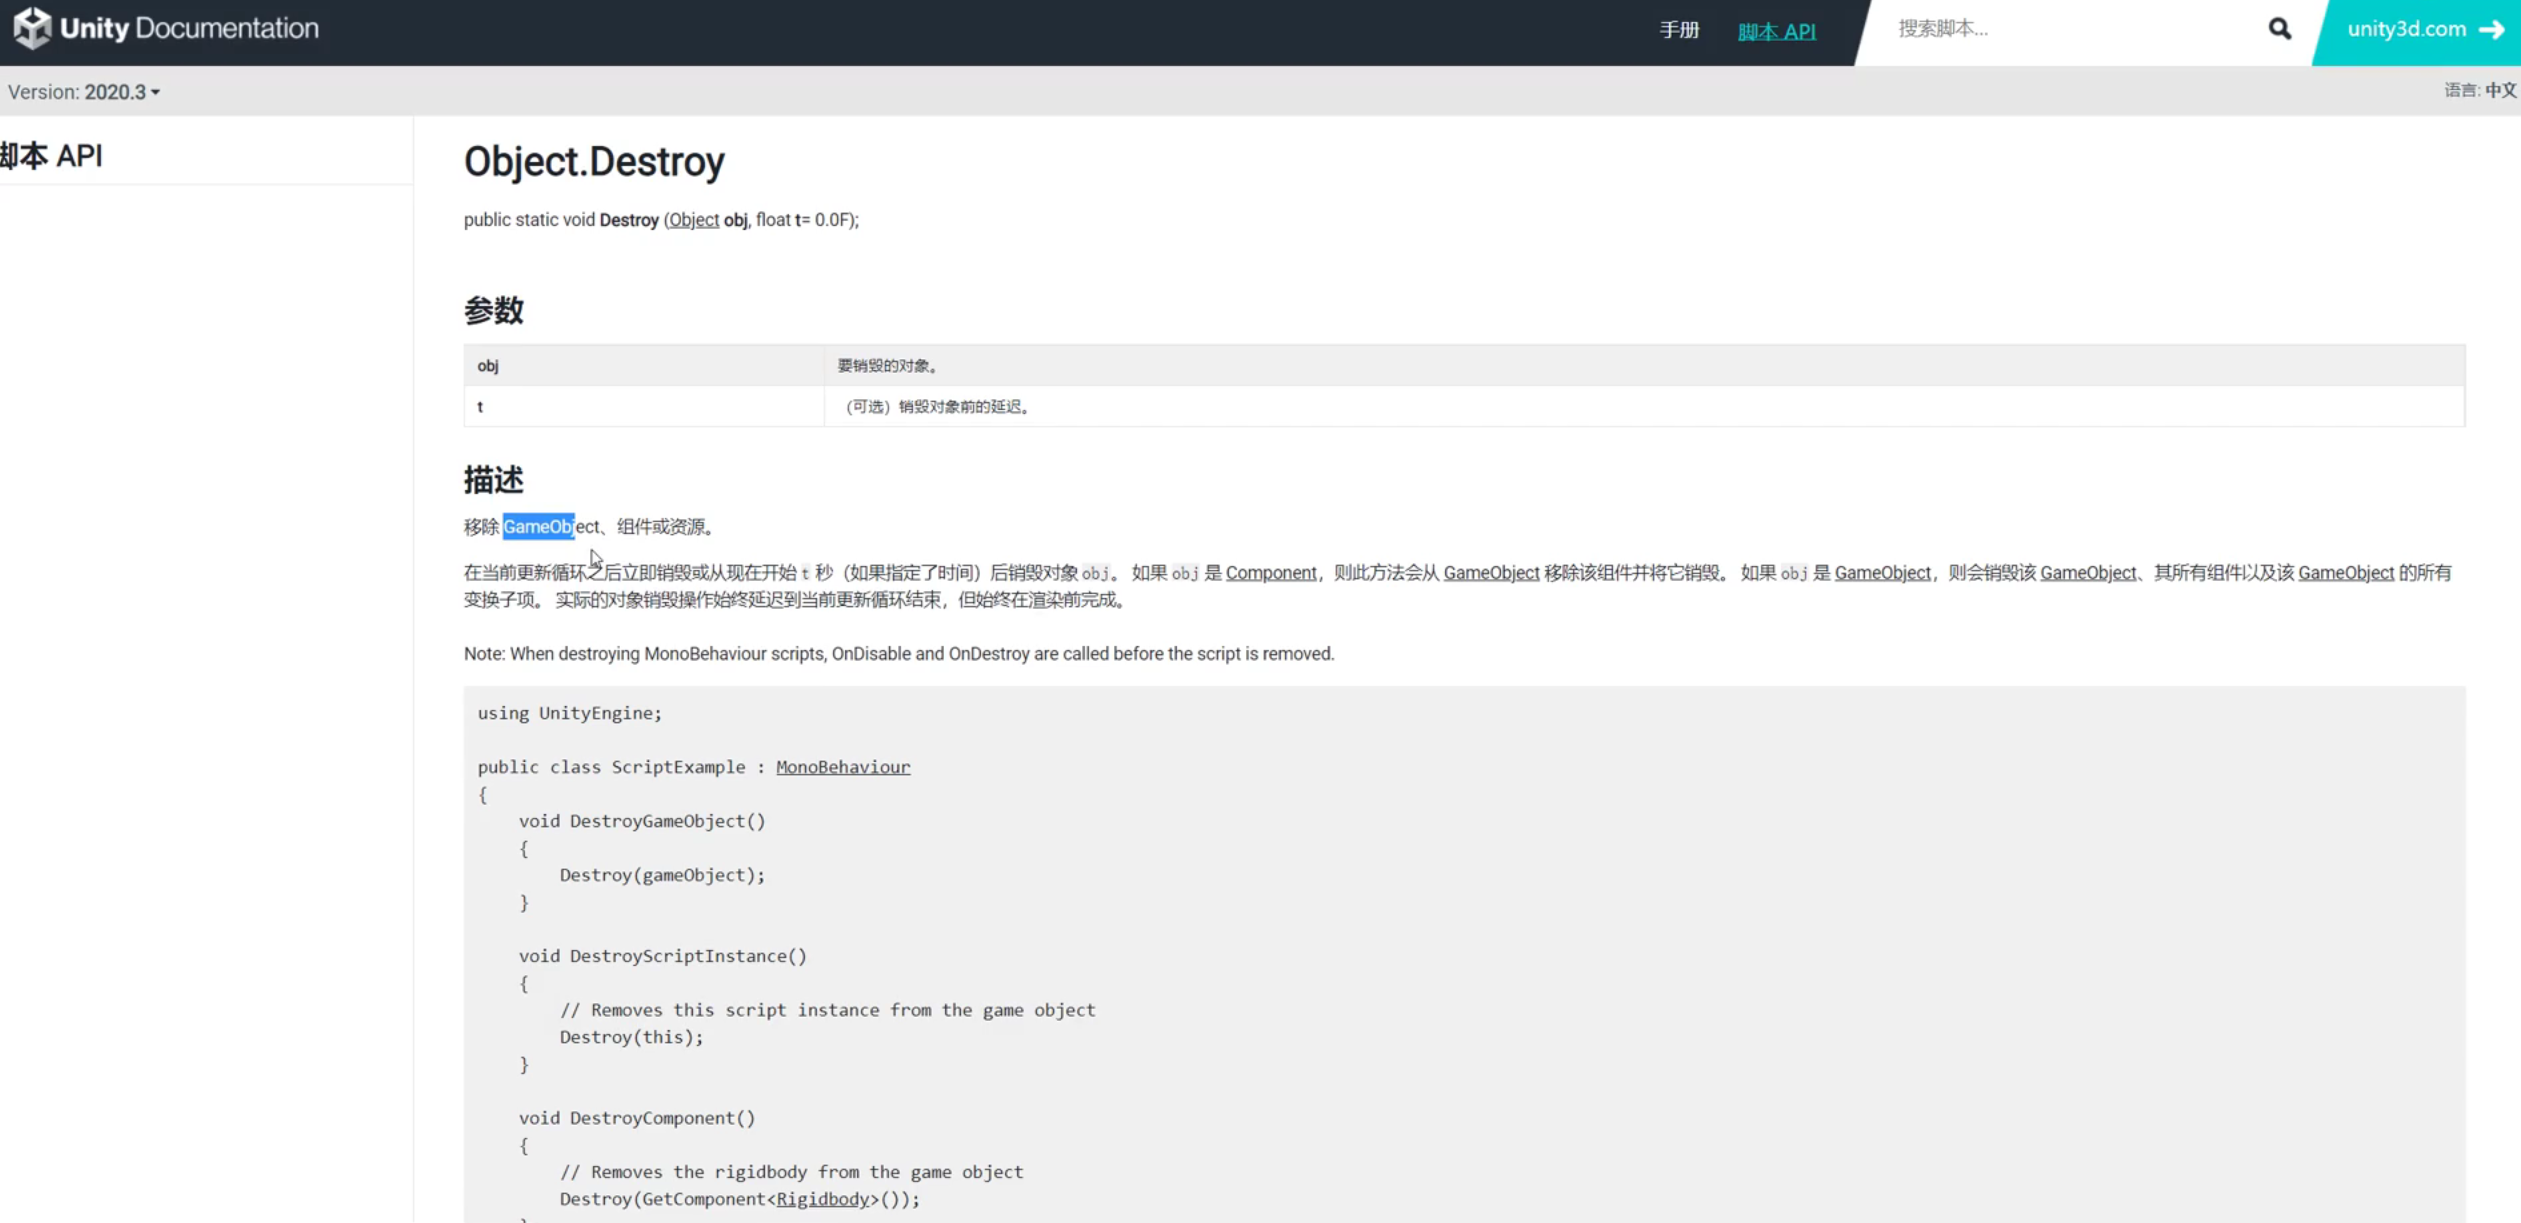 Unity Documentation
手册
脚本 API
搜索脚本...
unity3d.com
Version: 2020.3
语言: 中文
脚本 API
Object.Destroy
public static void Destroy (Object obj, float t= 0.0F);
参数
obj 要销毁的对象。
t （可选）销毁对象前的延迟。
描述
移除 GameObject、组件或资源。
在当前更新循环之后立即销毁或从现在开始 t 秒（如果指定了时间）后销毁对象 obj。 如果 obj 是 Component，则此方法会从 GameObject 移除该组件并将它销毁。 如果 obj 是 GameObject，则会销毁该 GameObject、其所有组件以及该 GameObject 的所有
变换子项。 实际的对象销毁操作始终延迟到当前更新循环结束，但始终在渲染前完成。
Note: When destroying MonoBehaviour scripts, OnDisable and OnDestroy are called before the script is removed.
using UnityEngine;
public class ScriptExample : MonoBehaviour
{
    void DestroyGameObject()
    {
        Destroy(gameObject);
    }
    void DestroyScriptInstance()
    {
        // Removes this script instance from the game object
        Destroy(this);
    }
    void DestroyComponent()
    {
        // Removes the rigidbody from the game object
        Destroy(GetComponent<Rigidbody>());
    }